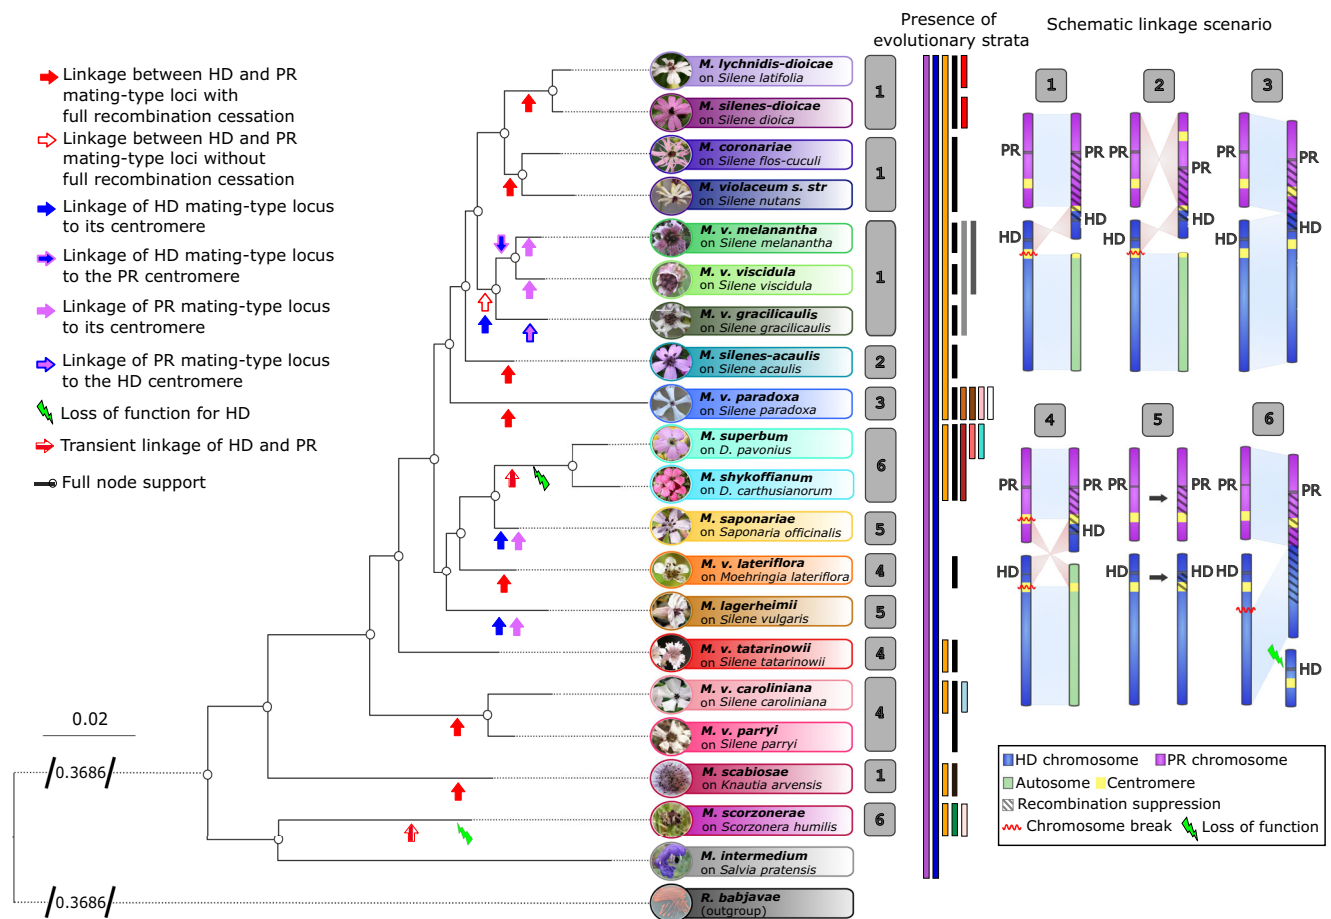 Presence of
evolutionary strata
Schematic linkage scenario
Linkage between HD and PR
mating-type loci with
full recombination cessation
Linkage between HD and PR
mating-type loci without
full recombination cessation
Linkage of HD mating-type locus
to its centromere
Linkage of HD mating-type locus
to the PR centromere
Linkage of PR mating-type locus
to its centromere
Linkage of PR mating-type locus
to the HD centromere
Loss of function for HD
Transient linkage of HD and PR
Full node support
0.02
0.3686
0.3686
M. lychnidis-dioicae
on Silene latifolia
M. silenes-dioicae
on Silene dioica
M. coronariae
on Silene flos-cuculi
M. violaceum s. str
on Silene nutans
M. v. melanantha
on Silene melanantha
M. v. viscidula
on Silene viscidula
M. v. gracilicaulis
on Silene gracilicaulis
M. silenes-acaulis
on Silene acaulis
M. v. paradoxa
on Silene paradoxa
M. superbum
on D. pavonius
M. shykoffianum
on D. carthusianorum
M. saponariae
on Saponaria officinalis
M. v. lateriflora
on Moehringia lateriflora
M. lagerheimii
on Silene vulgaris
M. v. tatarinowii
on Silene tatarinowii
M. v. caroliniana
on Silene caroliniana
M. v. parryi
on Silene parryi
M. scabiosae
on Knautia arvensis
M. scorzonerae
on Scorzonera humilis
M. intermedium
on Salvia pratensis
R. babjavae
(outgroup)
1
1
1
2
3
6
5
4
5
4
4
1
6
1
2
3
PR
PR
PR
PR
PR
PR
HD
HD
HD
HD
HD
HD
4
5
6
PR
PR
PR
PR
PR
PR
HD
HD
HD
HD
HD
HD
HD chromosome
PR chromosome
Autosome
Centromere
Recombination suppression
Chromosome break
Loss of function